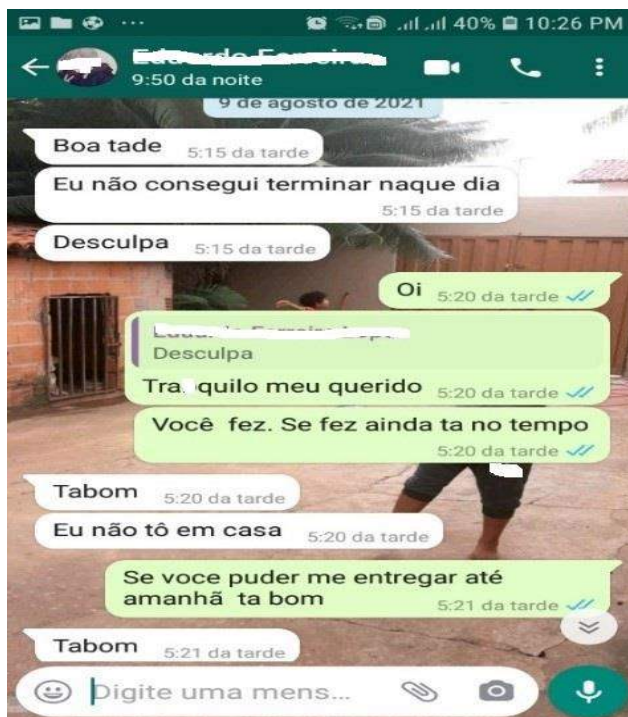 ... 40% 10:26 PM
9:50 da noite
9 de agosto de 2021
Boa tade 5:15 da tarde
Eu não consegui terminar naque dia
5:15 da tarde
Desculpa 5:15 da tarde
Oi 5:20 da tarde
Desculpa
Tra quilo meu querido 5:20 da tarde
Você fez. Se fez ainda ta no tempo
5:20 da tarde
Tabom 5:20 da tarde
Eu não tô em casa 5:20 da tarde
Se voce puder me entregar até
amanhã ta bom 5:21 da tarde
Tabom 5:21 da tarde
Digite uma mens...